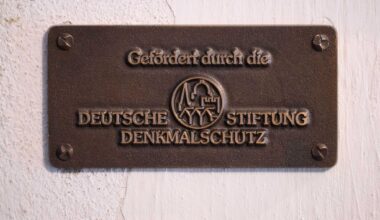 Gefördert durch die
DEUTSCHE STIFTUNG
DENKMALSCHUTZ